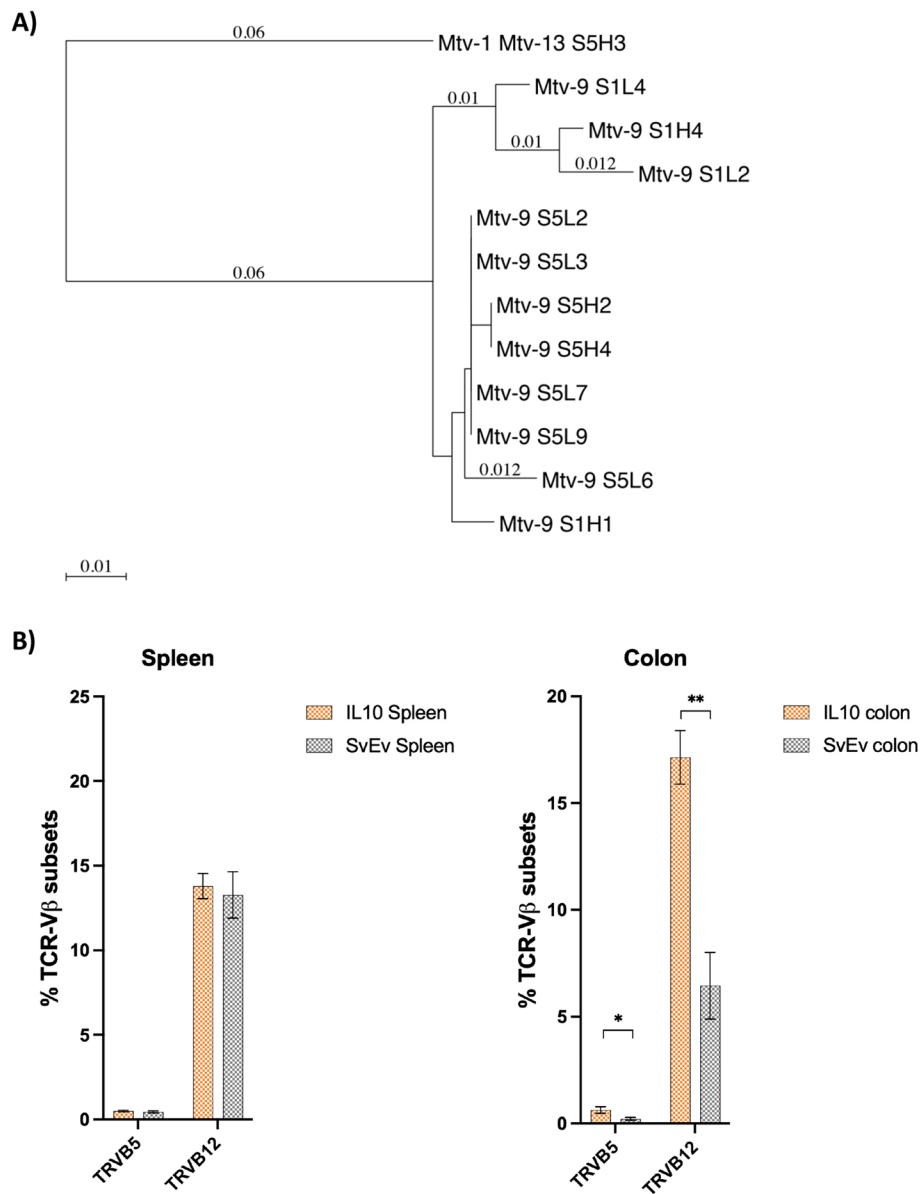 A)
0.06
Mtv-1 Mtv-13 S5H3
Mtv-9 S1L4
0.01
Mtv-9 S1H4
0.01
0.012
Mtv-9 S1L2
Mtv-9 S5L2
Mtv-9 S5L3
0.06
Mtv-9 S5H2
Mtv-9 S5H4
Mtv-9 S5L7
Mtv-9 S5L9
0.012
Mtv-9 S5L6
Mtv-9 S1H1
0.01
B)
Spleen
% TCR-Vβ subsets
25
20
15
10
5
0
TRVB5
TRVB12
IL10 Spleen
SvEv Spleen
Colon
% TCR-Vβ subsets
20
15
10
5
0
*
**
TRVB5
TRVB12
IL10 colon
SvEv colon